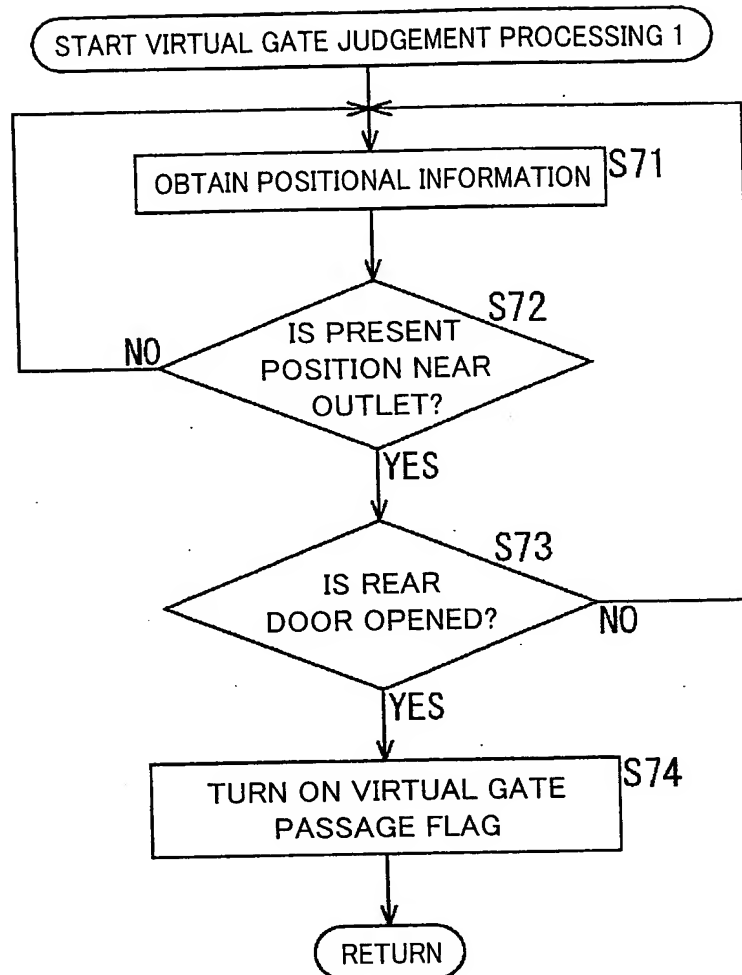 START VIRTUAL GATE JUDGEMENT PROCESSING 1
OBTAIN POSITIONAL INFORMATION
S71
S72
IS PRESENT
POSITION NEAR
OUTLET?
NO
YES
S73
IS REAR
DOOR OPENED?
NO
YES
S74
TURN ON VIRTUAL GATE
PASSAGE FLAG
RETURN